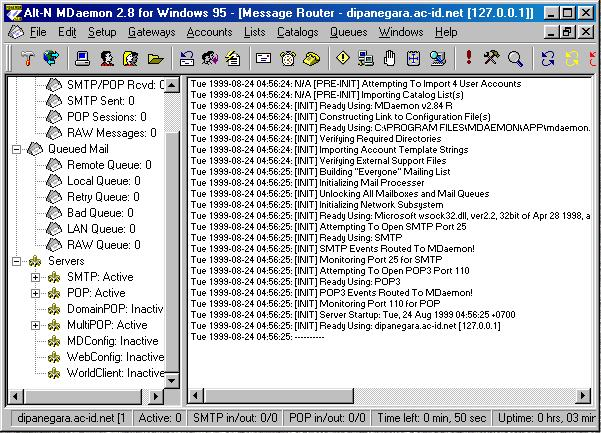 Alt-N MDaemon 2.8 for Windows 95 - [Message Router - dipanegara.ac-id.net [127.0.0.1]]
File Edit Setup Gateways Accounts Lists Catalogs Queues Windows Help
SMTP/POP Rcvd: 0
SMTP Sent: 0
POP Sessions: 0
RAW Messages: 0
Queued Mail
Remote Queue: 0
Local Queue: 0
Retry Queue: 0
Bad Queue: 0
LAN Queue: 0
RAW Queue: 0
Servers
SMTP: Active
POP: Active
DomainPOP: Inactive
MultiPOP: Active
MDConfig: Inactive
WebConfig: Inactive
WorldClient: Inactive
Tue 1999-08-24 04:56:24: N/A [PRE-INIT] Attempting To Import 4 User Accounts
Tue 1999-08-24 04:56:24: N/A [PRE-INIT] Importing Catalog List(s)
Tue 1999-08-24 04:56:24: [INIT] Ready Using: MDaemon v2.84 R
Tue 1999-08-24 04:56:24: [INIT] Constructing Link to Configuration File(s)
Tue 1999-08-24 04:56:24: [INIT] Ready Using: C:\PROGRAM FILES\MDAEMON\APP\mdaemon.
Tue 1999-08-24 04:56:24: [INIT] Verifying Required Directories
Tue 1999-08-24 04:56:24: [INIT] Importing Account Template Strings
Tue 1999-08-24 04:56:24: [INIT] Verifying External Support Files
Tue 1999-08-24 04:56:25: [INIT] Building "Everyone" Mailing List
Tue 1999-08-24 04:56:25: [INIT] Initializing Mail Processer
Tue 1999-08-24 04:56:25: [INIT] Unlocking All Mailboxes and Mail Queues
Tue 1999-08-24 04:56:25: [INIT] Initializing Network Subsystem
Tue 1999-08-24 04:56:25: [INIT] Ready Using: Microsoft wsock32.dll, ver2.2, 32bit of Apr 28 1998, a
Tue 1999-08-24 04:56:25: [INIT] Attempting To Open SMTP Port 25
Tue 1999-08-24 04:56:25: [INIT] Ready Using: SMTP
Tue 1999-08-24 04:56:25: [INIT] SMTP Events Routed To MDaemon!
Tue 1999-08-24 04:56:25: [INIT] Monitoring Port 25 for SMTP
Tue 1999-08-24 04:56:25: [INIT] Attempting To Open POP3 Port 110
Tue 1999-08-24 04:56:25: [INIT] Ready Using: POP3
Tue 1999-08-24 04:56:25: [INIT] POP3 Events Routed To MDaemon!
Tue 1999-08-24 04:56:25: [INIT] Monitoring Port 110 for POP
Tue 1999-08-24 04:56:25: [INIT] Server Startup: Tue, 24 Aug 1999 04:56:25 +0700
Tue 1999-08-24 04:56:25: [INIT] Ready Using: dipanegara.ac-id.net [127.0.0.1]
Tue 1999-08-24 04:56:25: ----------
dipanegara.ac-id.net [1 Active: 0 SMTP in/out: 0/0 POP in/out: 0/0 Time left: 0 min, 50 sec Uptime: 0 hrs, 03 min